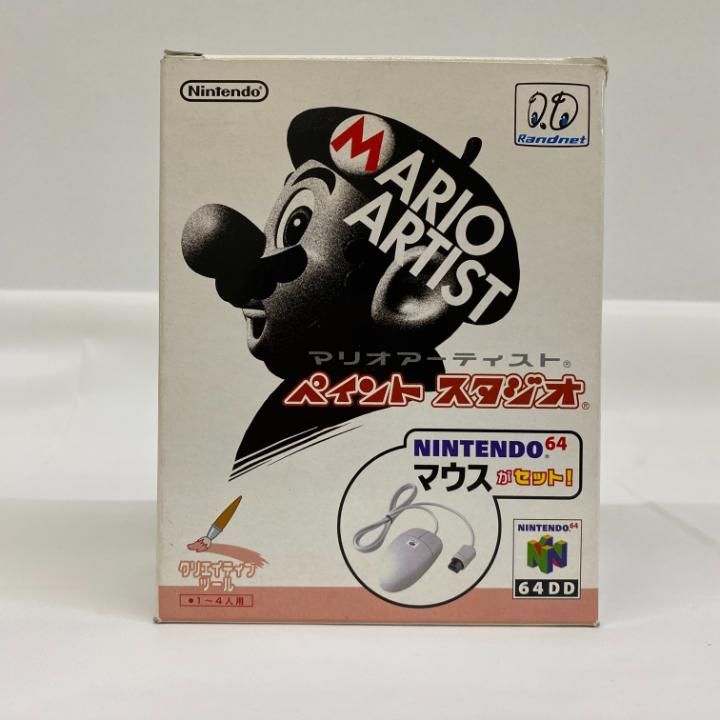 Nintendo
Randnet
MARIO
ARTIST
マリオアーティスト®
ペイント スタジオ®
NINTENDO®64
マウスがセット!
クリエイティブ
ツール
●1〜4人用
NINTENDO64
64DD